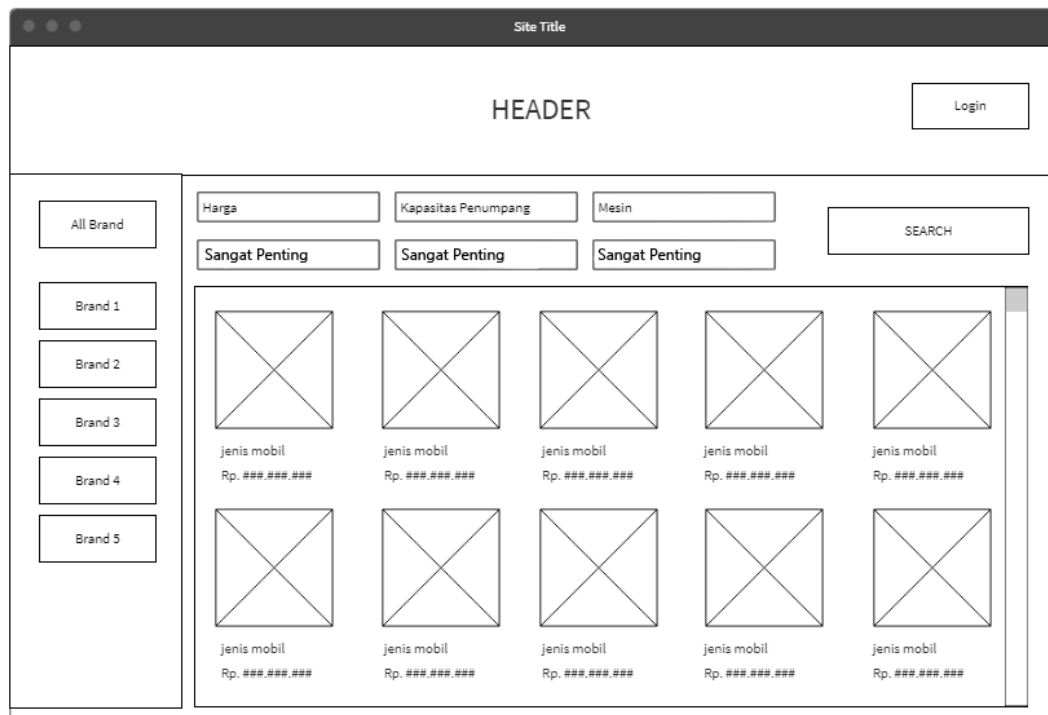 Site Title
HEADER
Login
All Brand
Brand 1
Brand 2
Brand 3
Brand 4
Brand 5
Harga
Kapasitas Penumpang
Mesin
Sangat Penting
Sangat Penting
Sangat Penting
SEARCH
jenis mobil
Rp. ###.###.###
jenis mobil
Rp. ###.###.###
jenis mobil
Rp. ###.###.###
jenis mobil
Rp. ###.###.###
jenis mobil
Rp. ###.###.###
jenis mobil
Rp. ###.###.###
jenis mobil
Rp. ###.###.###
jenis mobil
Rp. ###.###.###
jenis mobil
Rp. ###.###.###
jenis mobil
Rp. ###.###.###